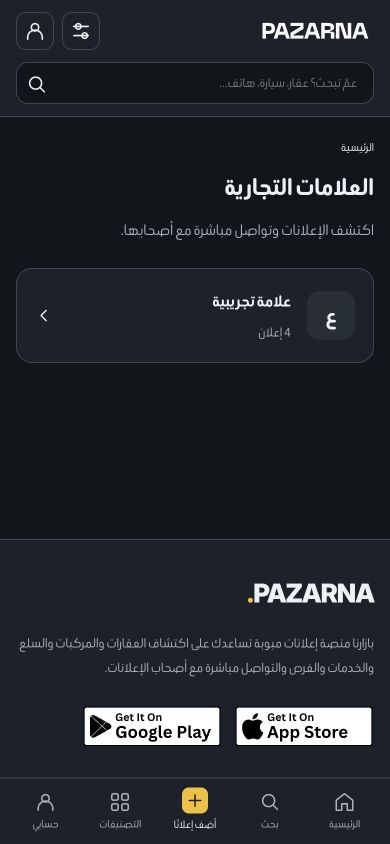 PAZARNA
عمّ تبحث؟ عقار، سيارة، هاتف...
الرئيسية
العلامات التجارية
اكتشف الإعلانات وتواصل مباشرة مع أصحابها.
ع
علامة تجريبية
4 إعلان
PAZARNA.
بازارنا منصة إعلانات مبوبة تساعدك على اكتشاف العقارات والمركبات والسلع
والخدمات والفرص والتواصل مباشرة مع أصحاب الإعلانات.
Get It On
App Store
Get It On
Google Play
الرئيسية
بحث
أضف إعلانًا
التصنيفات
حسابي